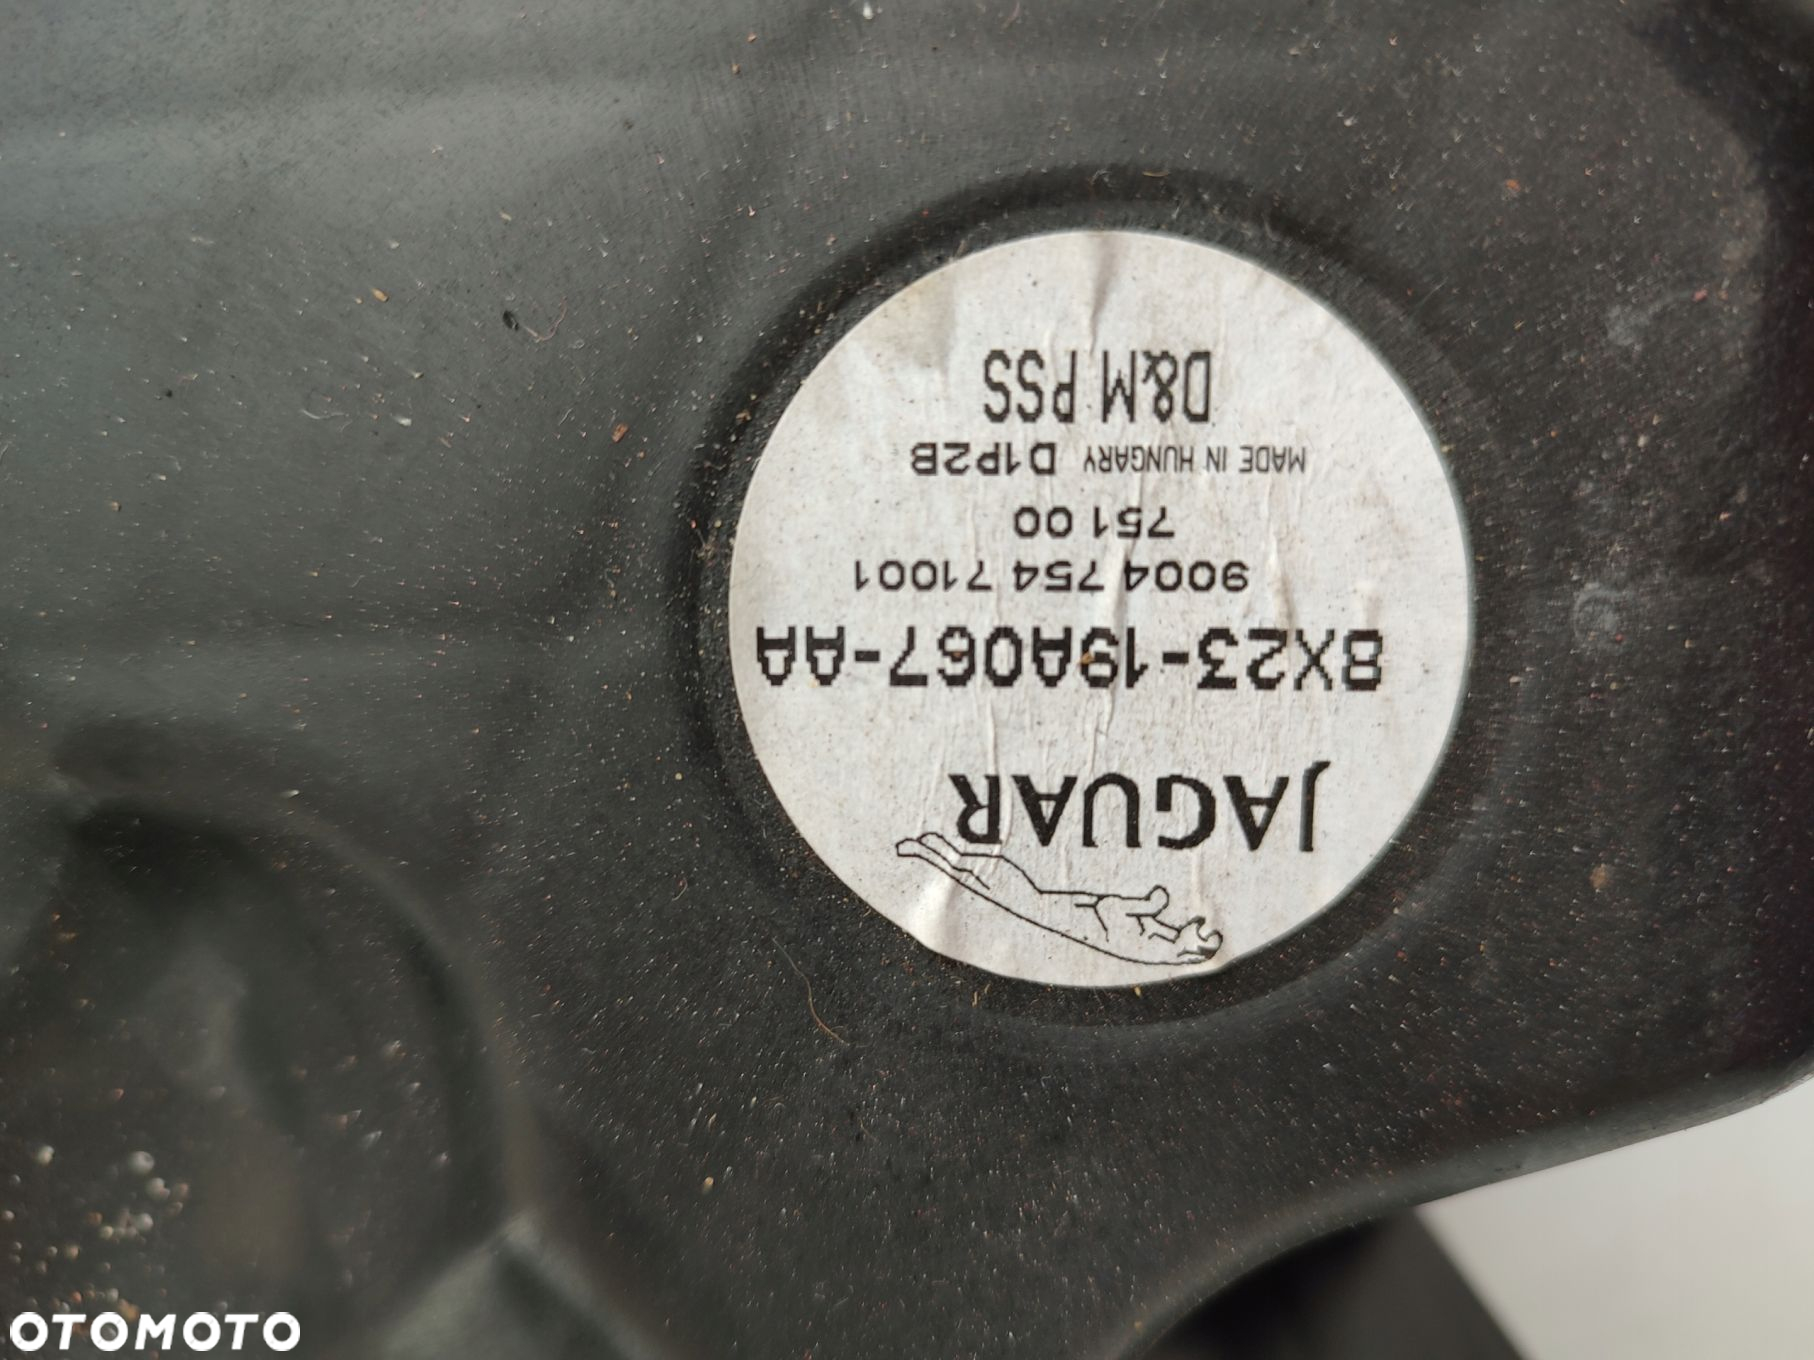 JAGUAR
8X23-19A067-AA
9004 754 71001
751 00
MADE IN HUNGARY D1P2B
D&M PSS
OTOMOTO